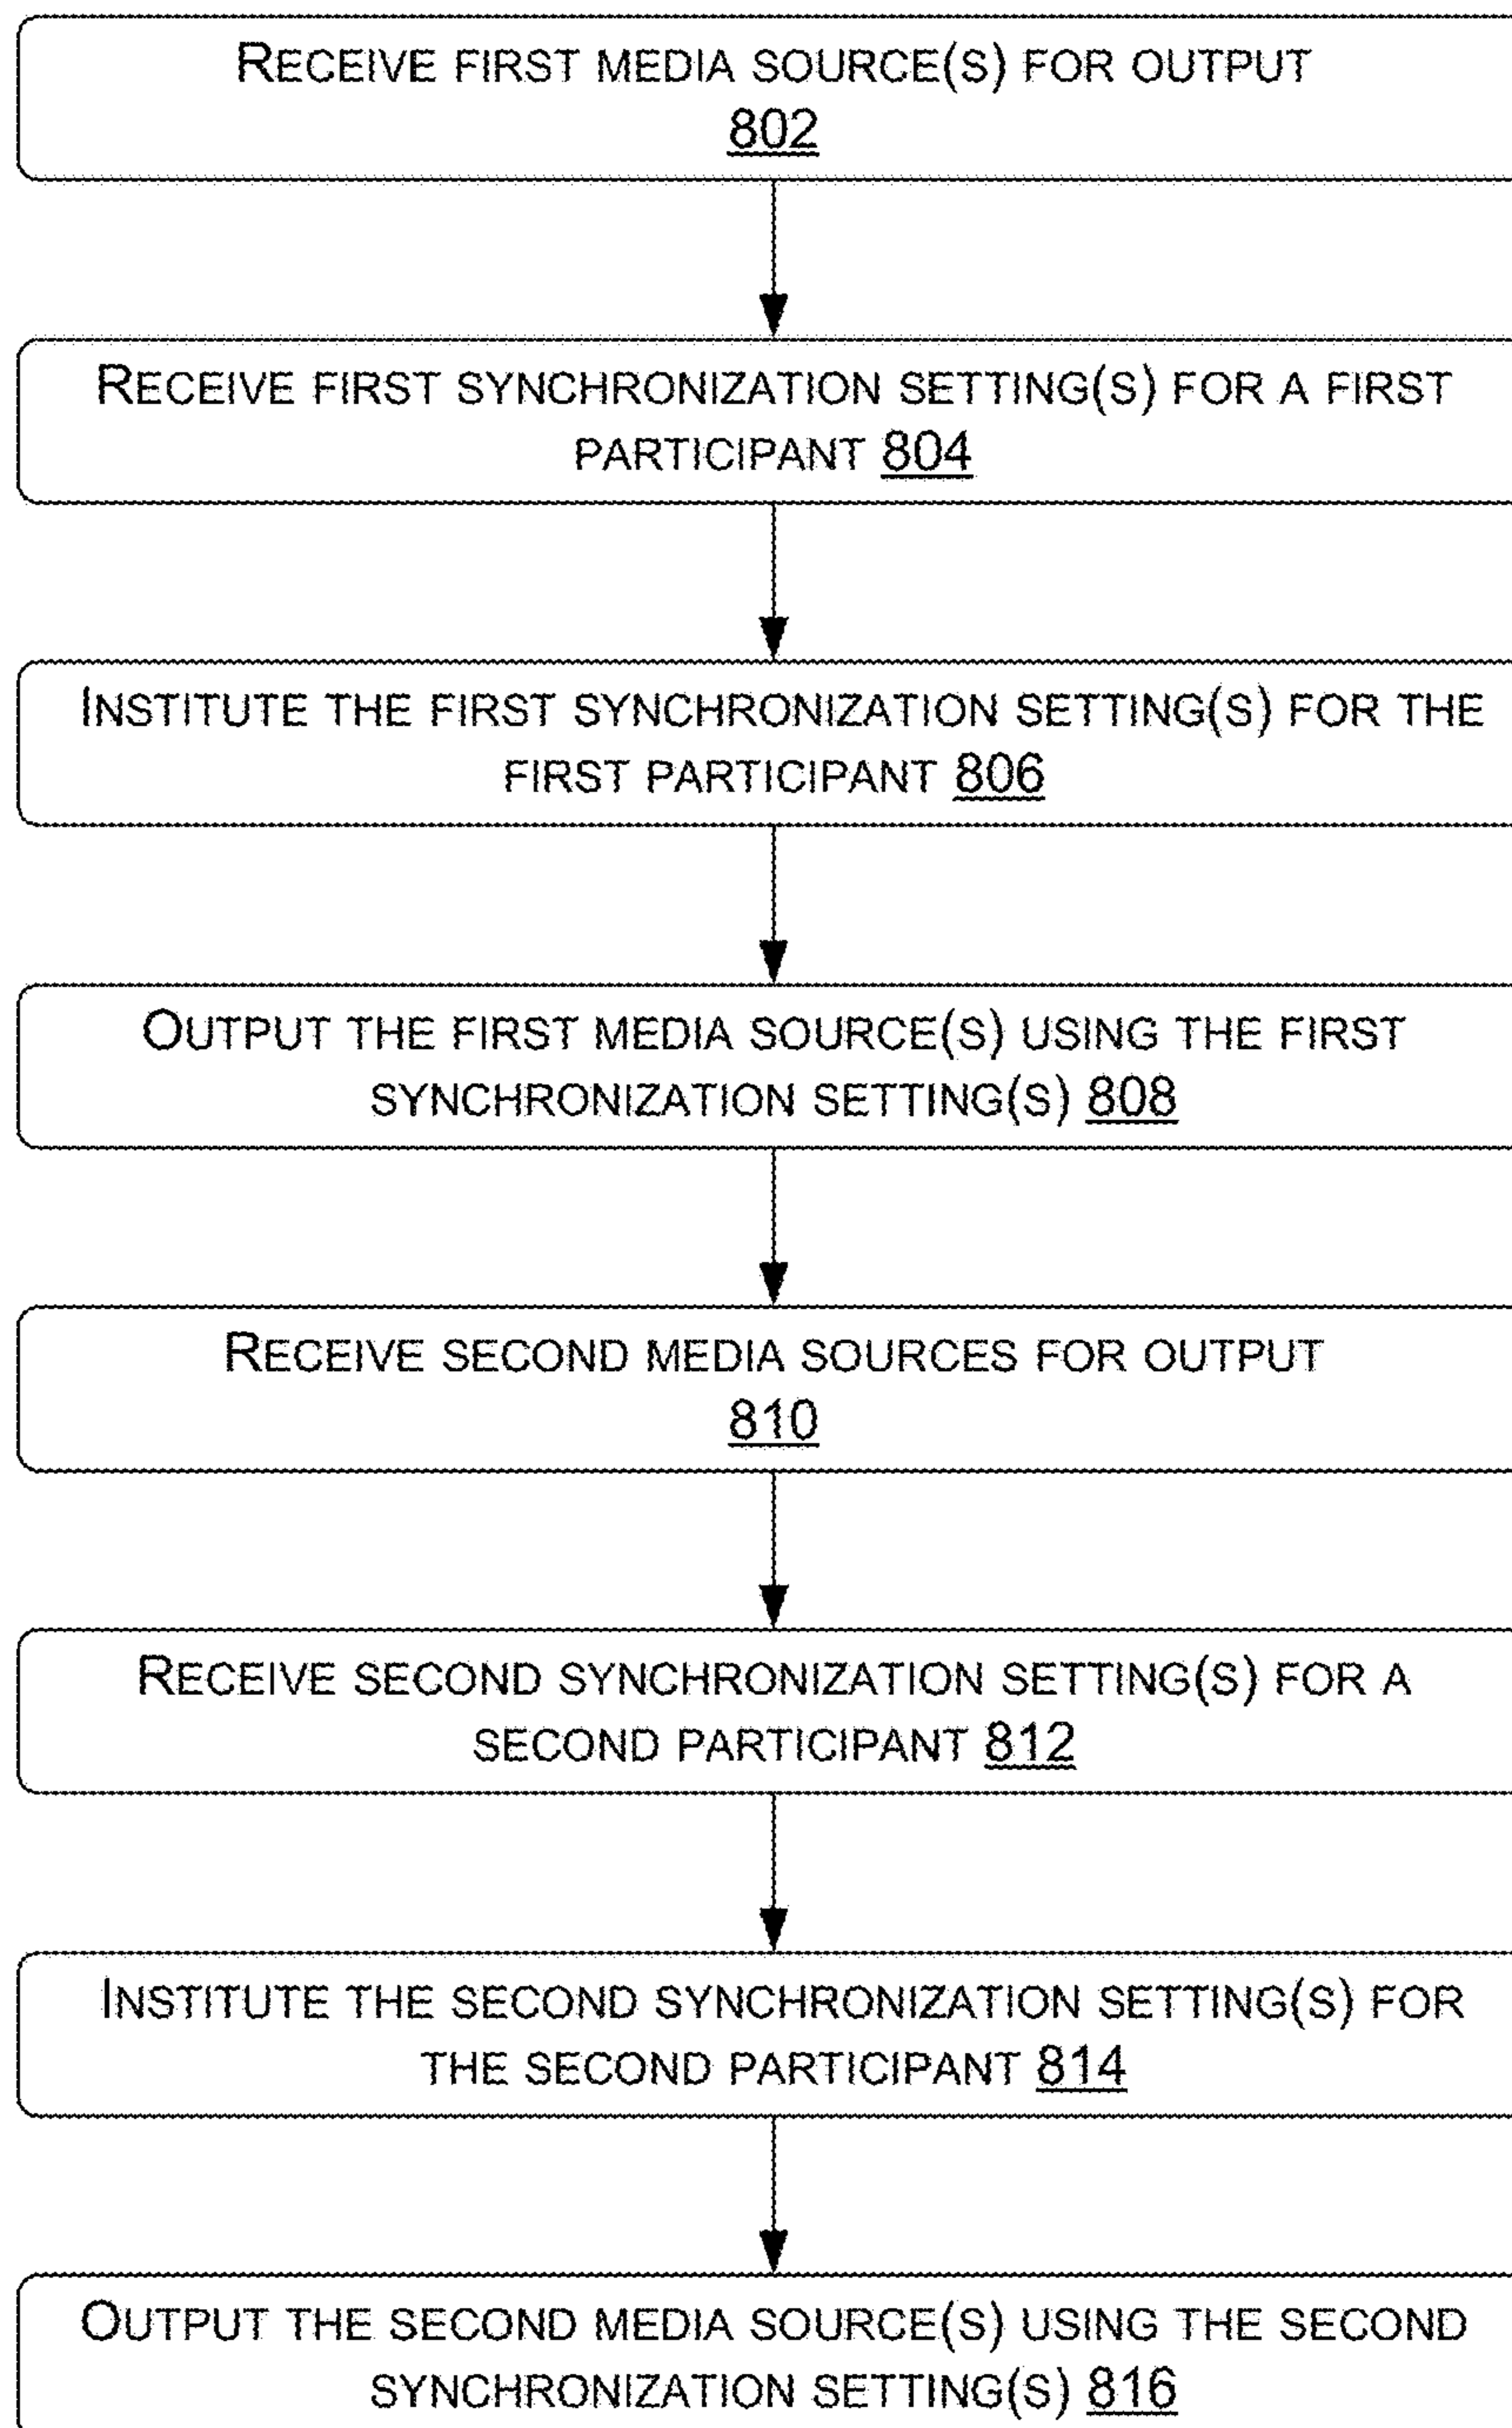 RECEIVE FIRST MEDIA SOURCE(S) FOR OUTPUT
802
RECEIVE FIRST SYNCHRONIZATION SETTING(S) FOR A FIRST
PARTICIPANT 804
INSTITUTE THE FIRST SYNCHRONIZATION SETTING(S) FOR THE
FIRST PARTICIPANT 806
OUTPUT THE FIRST MEDIA SOURCE(S) USING THE FIRST
SYNCHRONIZATION SETTING(S) 808
RECEIVE SECOND MEDIA SOURCES FOR OUTPUT
810
RECEIVE SECOND SYNCHRONIZATION SETTING(S) FOR A
SECOND PARTICIPANT 812
INSTITUTE THE SECOND SYNCHRONIZATION SETTING(S) FOR
THE SECOND PARTICIPANT 814
OUTPUT THE SECOND MEDIA SOURCE(S) USING THE SECOND
SYNCHRONIZATION SETTING(S) 816